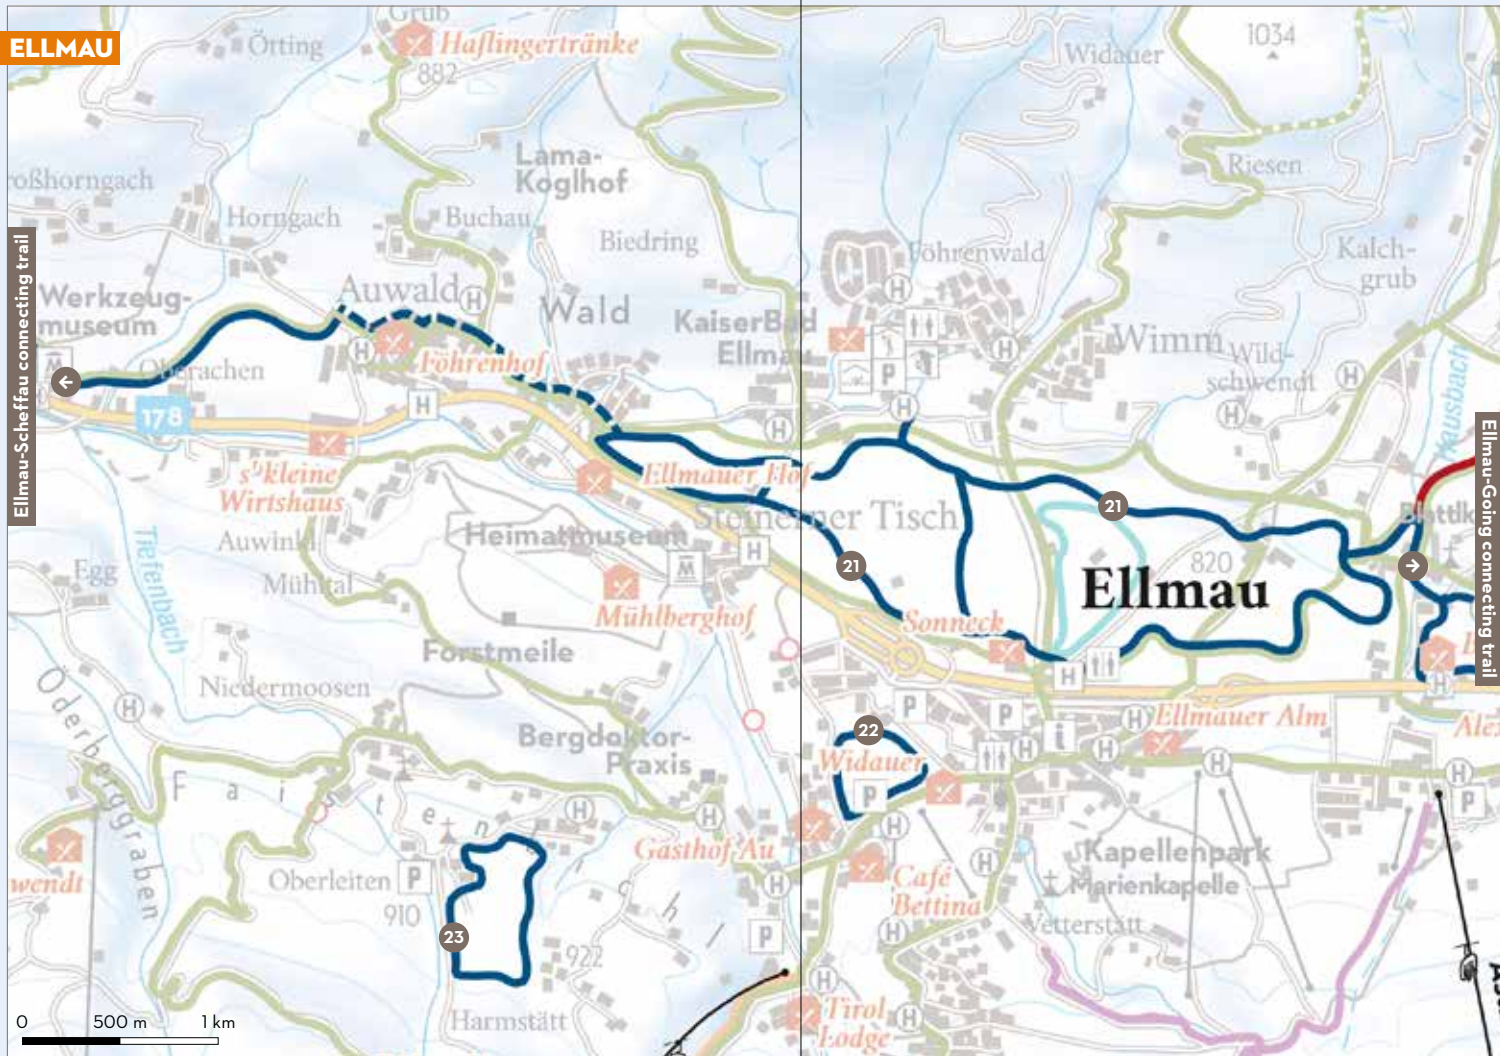 ELLMAU
Grub
Ötting
Haflingertränke
882
1034
Widauer
Lama-
Koglhof
Riesen
Horngach
Buchau
Biedring
Föhrenwald
Kalch-
grub
Werkzeug-
museum
Auwald
H
Wald
KaiserBad
Ellmau
H
P
H
Wimm
Wild-
schwendt
H
H
Föhrenhof
Oberachen
H
178
H
H
H
s'kleine
Wirtshaus
Ellmauer Hof
Steinerner Tisch
21
Heimatmuseum
H
Auwinkl
Mühltal
Egg
Tiefenbach
Mühlberghof
21
820
Ellmau
Sonneck
H
H
Forstmeile
Niedermoosen
H
Oderberggraben
Bergdoktor-
Praxis
22
Widauer
P
P
P
H
i
H
H
Ellmauer Alm
H
H
P
Faistenbichl
H
H
Gasthof Au
H
H
H
Café
Bettina
Kapellenpark
Marienkapelle
Vetterstätt
H
wendt
Oberleiten
P
910
23
922
P
H
Tirol
Lodge
H
Harmstätt
0
500 m
1 km
Ellmau-Scheffau connecting trail
Ellmau-Going connecting trail